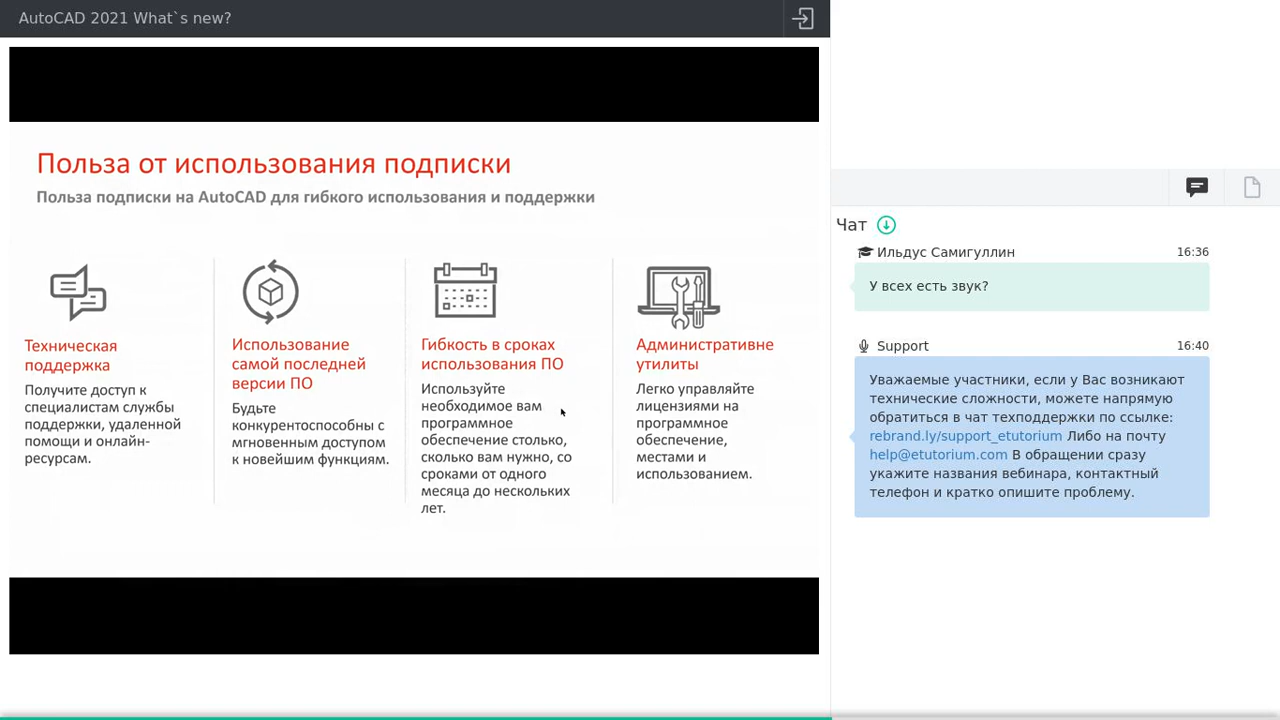 AutoCAD 2021 What`s new?
Польза от использования подписки
Польза подписки на AutoCAD для гибкого использования и поддержки
Техническая
поддержка
Получите доступ к
специалистам службы
поддержки, удаленной
помощи и онлайн-
ресурсам.
Использование
самой последней
версии ПО
Будьте
конкурентоспособны с
мгновенным доступом
к новейшим функциям.
Гибкость в сроках
использования ПО
Используйте
необходимое вам
программное
обеспечение столько,
сколько вам нужно, со
сроками от одного
месяца до нескольких
лет.
Административне
утилиты
Легко управляйте
лицензиями на
программное
обеспечение,
местами и
использованием.
Чат
Ильдус Самигуллин 16:36
У всех есть звук?
Support 16:40
Уважаемые участники, если у Вас возникают
технические сложности, можете напрямую
обратиться в чат техподдержки по ссылке:
rebrand.ly/support_etutorium Либо на почту
help@etutorium.com В обращении сразу
укажите названия вебинара, контактный
телефон и кратко опишите проблему.